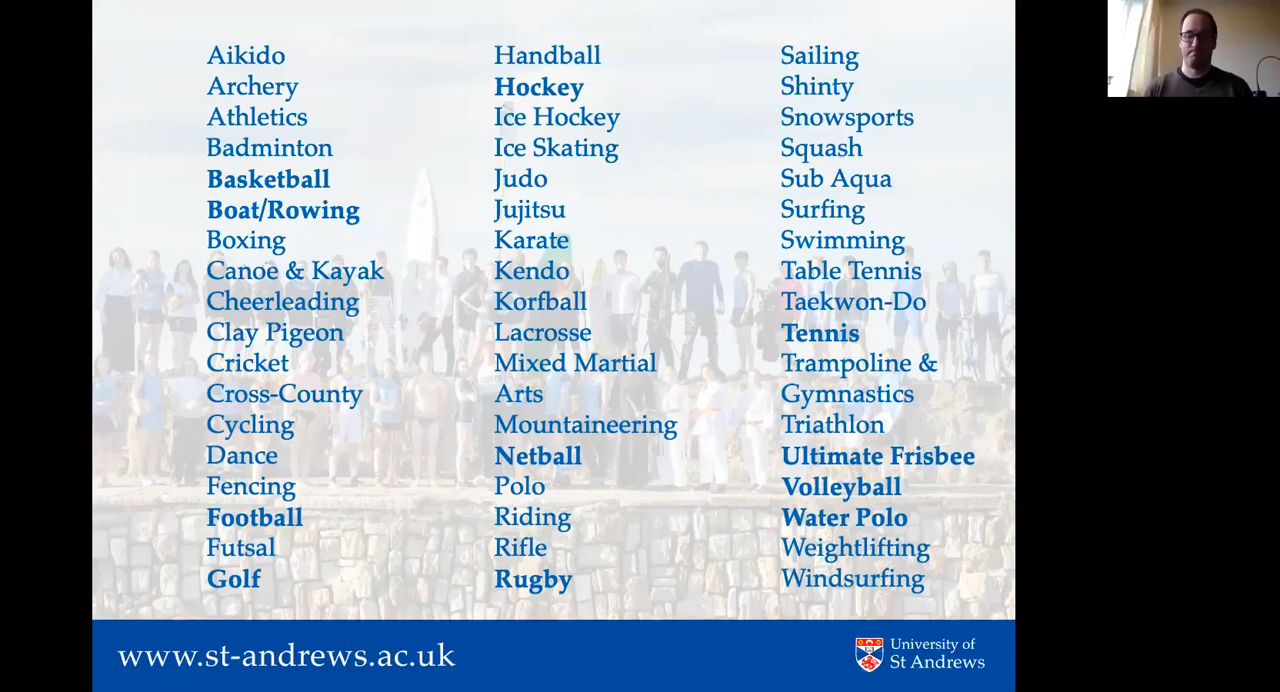 Aikido
Archery
Athletics
Badminton
Basketball
Boat/Rowing
Boxing
Canoe & Kayak
Cheerleading
Clay Pigeon
Cricket
Cross-County
Cycling
Dance
Fencing
Football
Futsal
Golf
Handball
Hockey
Ice Hockey
Ice Skating
Judo
Jujitsu
Karate
Kendo
Korfball
Lacrosse
Mixed Martial
Arts
Mountaineering
Netball
Polo
Riding
Rifle
Rugby
Sailing
Shinty
Snowsports
Squash
Sub Aqua
Surfing
Swimming
Table Tennis
Taekwon-Do
Tennis
Trampoline &
Gymnastics
Triathlon
Ultimate Frisbee
Volleyball
Water Polo
Weightlifting
Windsurfing
www.st-andrews.ac.uk
University of
St Andrews